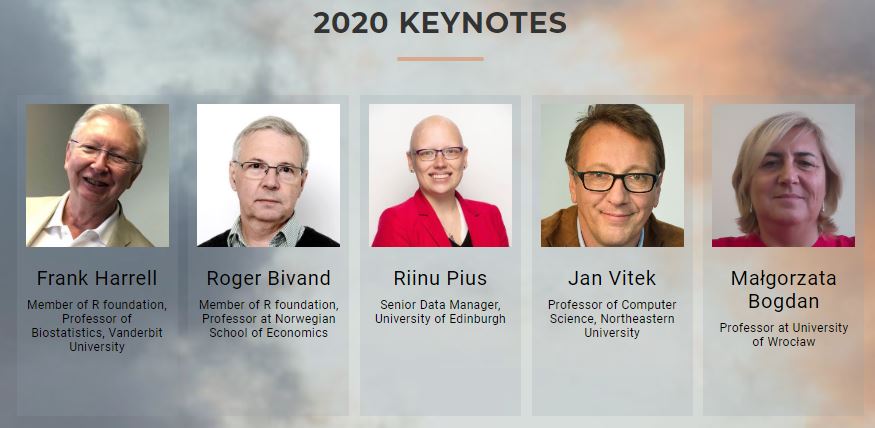 2020 KEYNOTES
Frank Harrell
Member of R foundation,
Professor of
Biostatistics, Vanderbit
University
Roger Bivand
Member of R foundation,
Professor at Norwegian
School of Economics
Riinu Pius
Senior Data Manager,
University of Edinburgh
Jan Vitek
Professor of Computer
Science, Northeastern
University
Małgorzata
Bogdan
Professor at University
of Wrocław